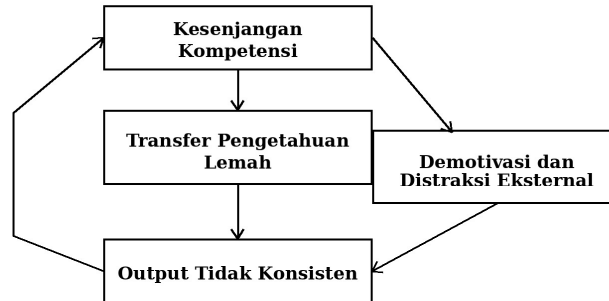 Kesenjangan
Kompetensi
Transfer Pengetahuan
Lemah
Demotivasi dan
Distraksi Eksternal
Output Tidak Konsisten